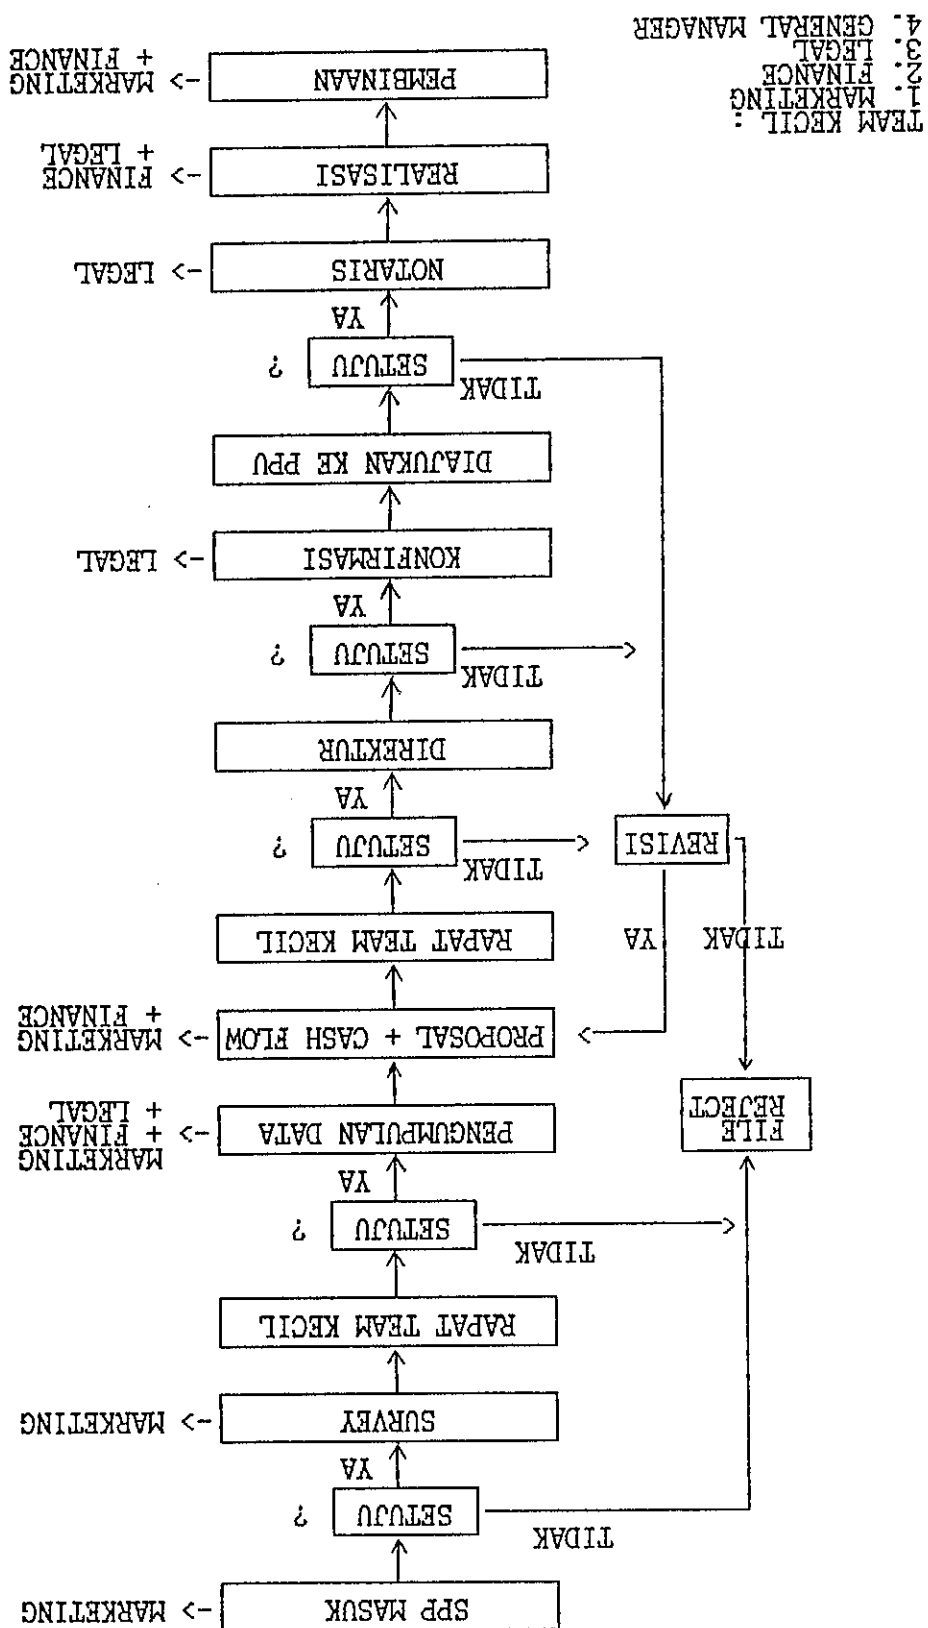 SPP MASUK -> MARKETING
TIDAK
SETUJU ?
YA
SURVEY -> MARKETING
RAPAT TEAM KECIL
TIDAK
SETUJU ?
YA
PENGUMPULAN DATA -> MARKETING
+ FINANCE
+ LEGAL
FILE
REJECT
PROPOSAL + CASH FLOW -> MARKETING
+ FINANCE
TIDAK
YA
RAPAT TEAM KECIL
TIDAK
REVISI
SETUJU ?
YA
DIREKTUR
TIDAK
SETUJU ?
YA
KONFIRMASI -> LEGAL
DIAJUKAN KE PPU
TIDAK
SETUJU ?
YA
NOTARIS -> LEGAL
REALISASI -> FINANCE
+ LEGAL
PEMBINAAN -> MARKETING
+ FINANCE
TEAM KECIL :
1. MARKETING
2. FINANCE
3. LEGAL
4. GENERAL MANAGER